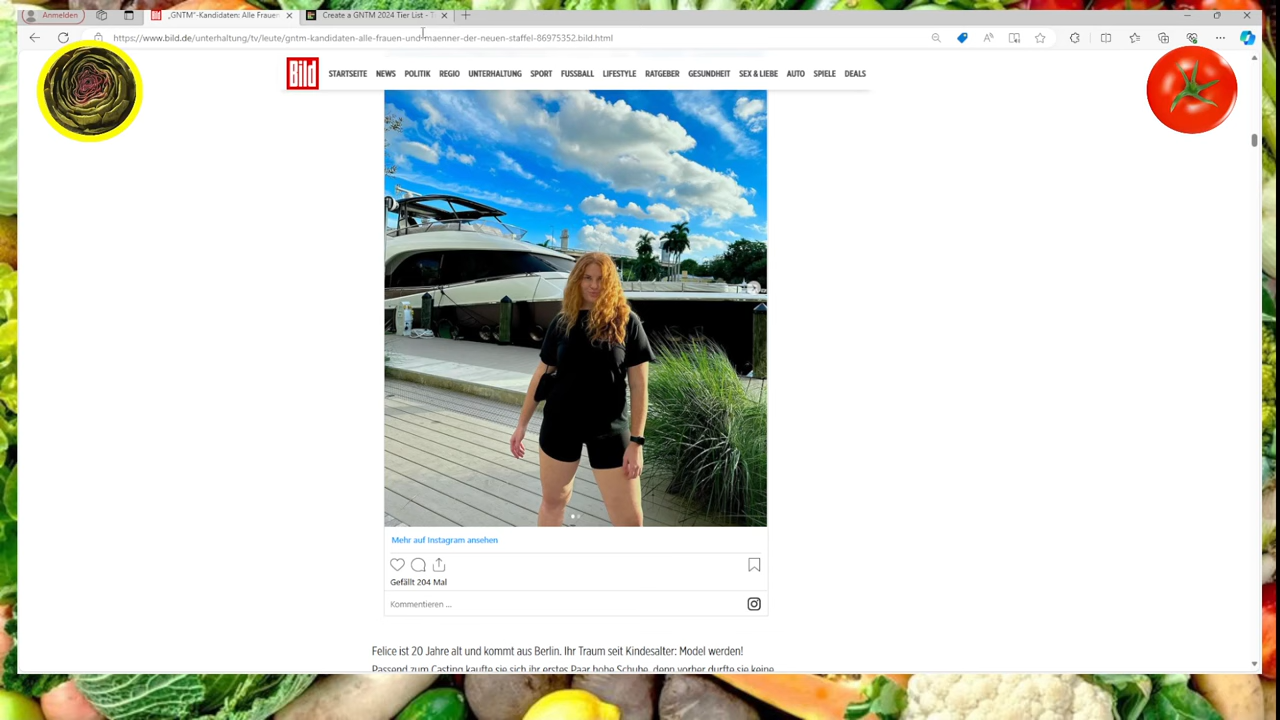 Anmelden
„GNTM"-Kandidaten: Alle Frauen
Create a GNTM 2024 Tier List - T
https://www.bild.de/unterhaltung/tv/leute/gntm-kandidaten-alle-frauen-und-maenner-der-neuen-staffel-86975352.bild.html
Bild STARTSEITE NEWS POLITIK REGIO UNTERHALTUNG SPORT FUSSBALL LIFESTYLE RATGEBER GESUNDHEIT SEX & LIEBE AUTO SPIELE DEALS
Mehr auf Instagram ansehen
Gefällt 204 Mal
Kommentieren ...
Felice ist 20 Jahre alt und kommt aus Berlin. Ihr Traum seit Kindesalter: Model werden!
Passend zum Casting kaufte sie sich ihr erstes Paar hohe Schuhe, denn vorher durfte sie keine